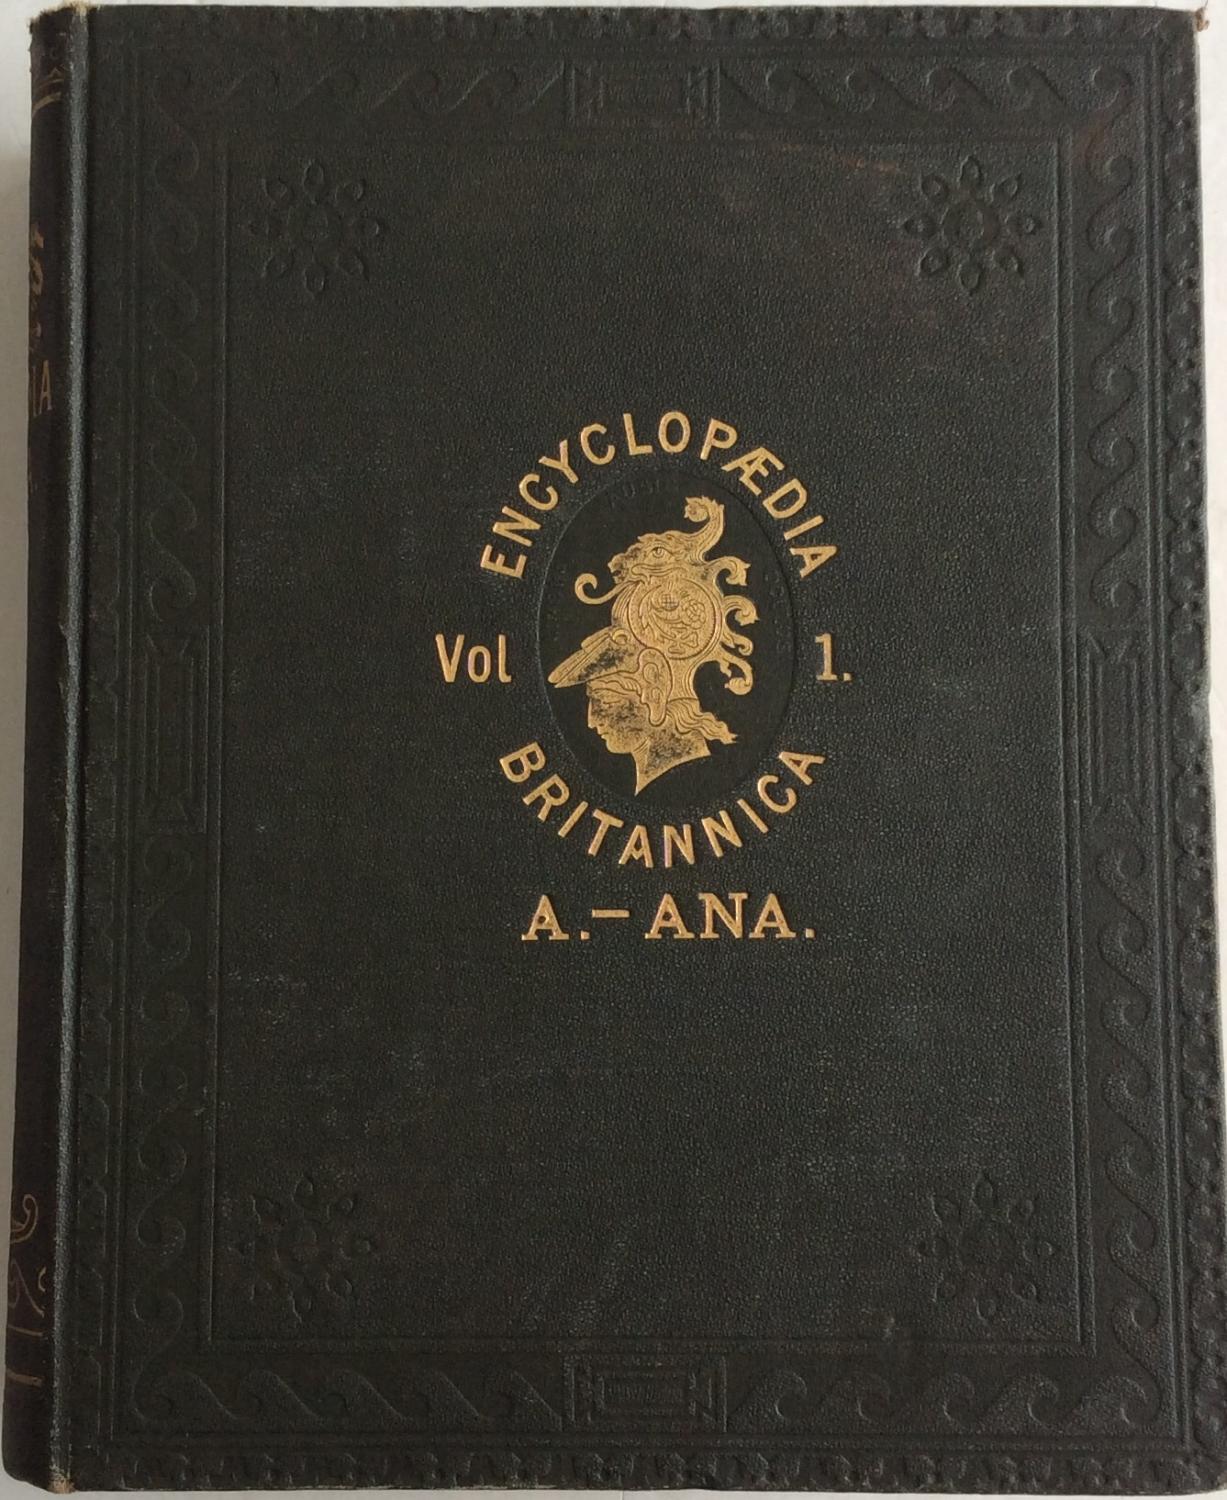 ENCYCLOPÆDIA
Vol 1.
BRITANNICA
A.—ANA.